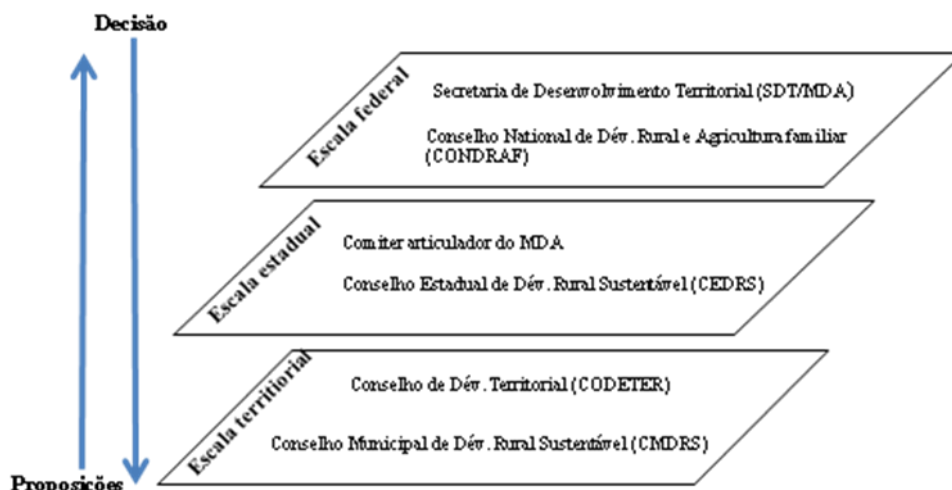 Decisão
Escala federal
Secretaria de Desenvolvimento Territorial (SDT/MDA)
Conselho National de Dév. Rural e Agricultura familiar
(CONDRAF)
Escala estadual
Comiter articulador do MDA
Conselho Estadual de Dév. Rural Sustentável (CEDRS)
Escala territiorial
Conselho de Dév. Territorial (CODETER)
Conselho Municipal de Dév. Rural Sustentável (CMDRS)
Proposições